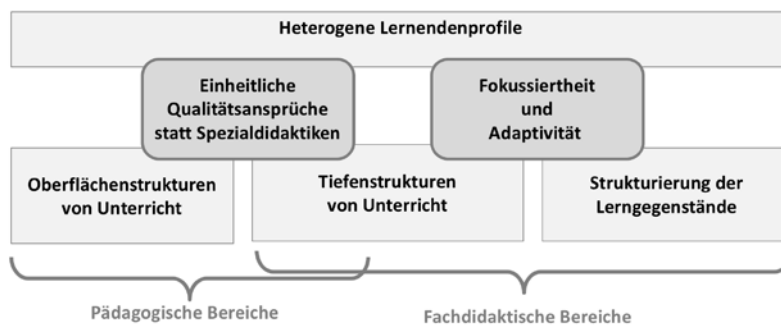 Heterogene Lernendenprofile
Einheitliche
Qualitätsansprüche
statt Spezialdidaktiken
Fokussiertheit
und
Adaptivität
Oberflächenstrukturen
von Unterricht
Tiefenstrukturen
von Unterricht
Strukturierung der
Lerngegenstände
Pädagogische Bereiche
Fachdidaktische Bereiche